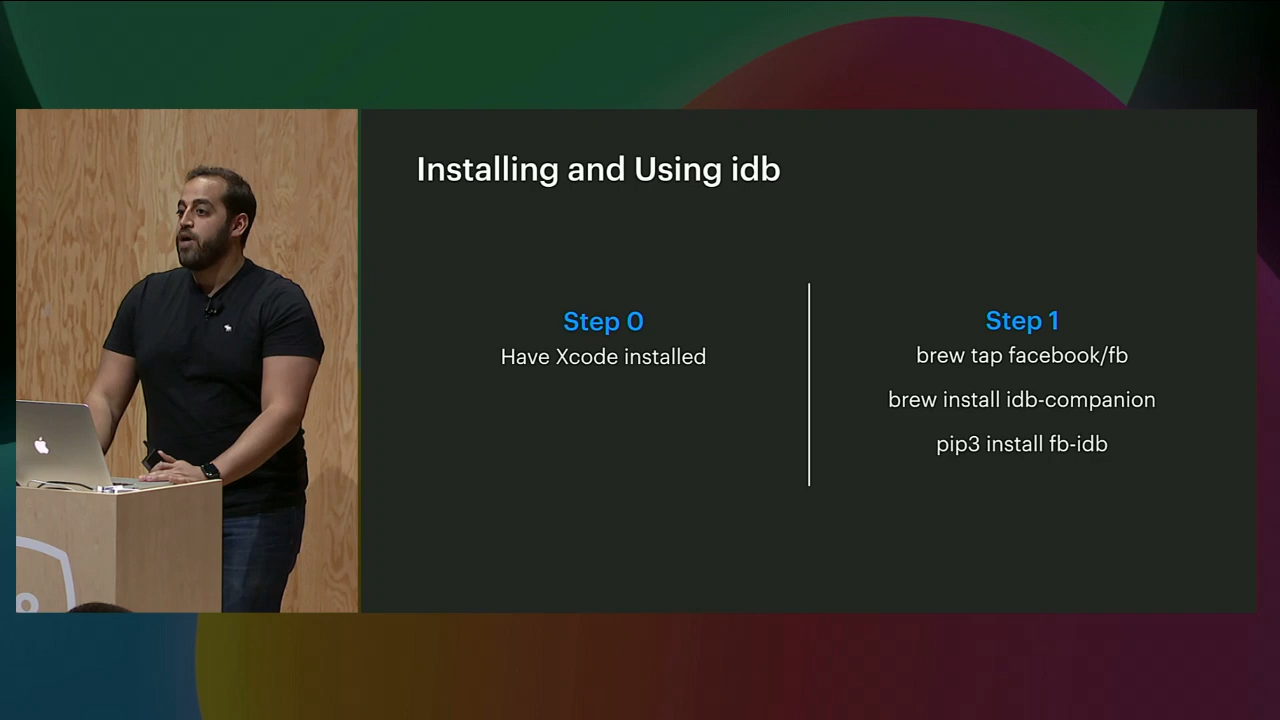 Installing and Using idb
Step 0
Have Xcode installed
Step 1
brew tap facebook/fb
brew install idb-companion
pip3 install fb-idb